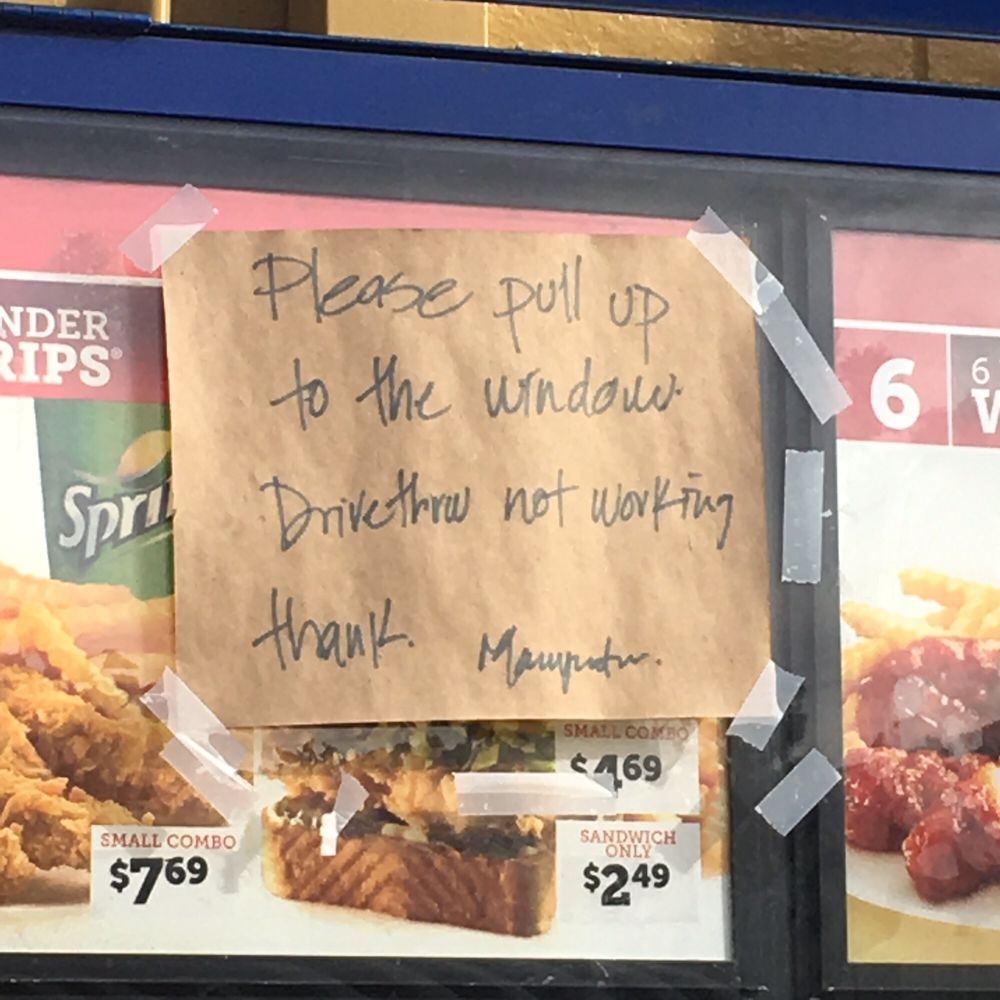 NDER
RIPS®
Spri
Please pull up
to the window.
Drivethru not working
thank.
6
6
V
SMALL COMBO
$7⁶⁹
SMALL COMBO
$4⁶⁹
SANDWICH
ONLY
$2⁴⁹